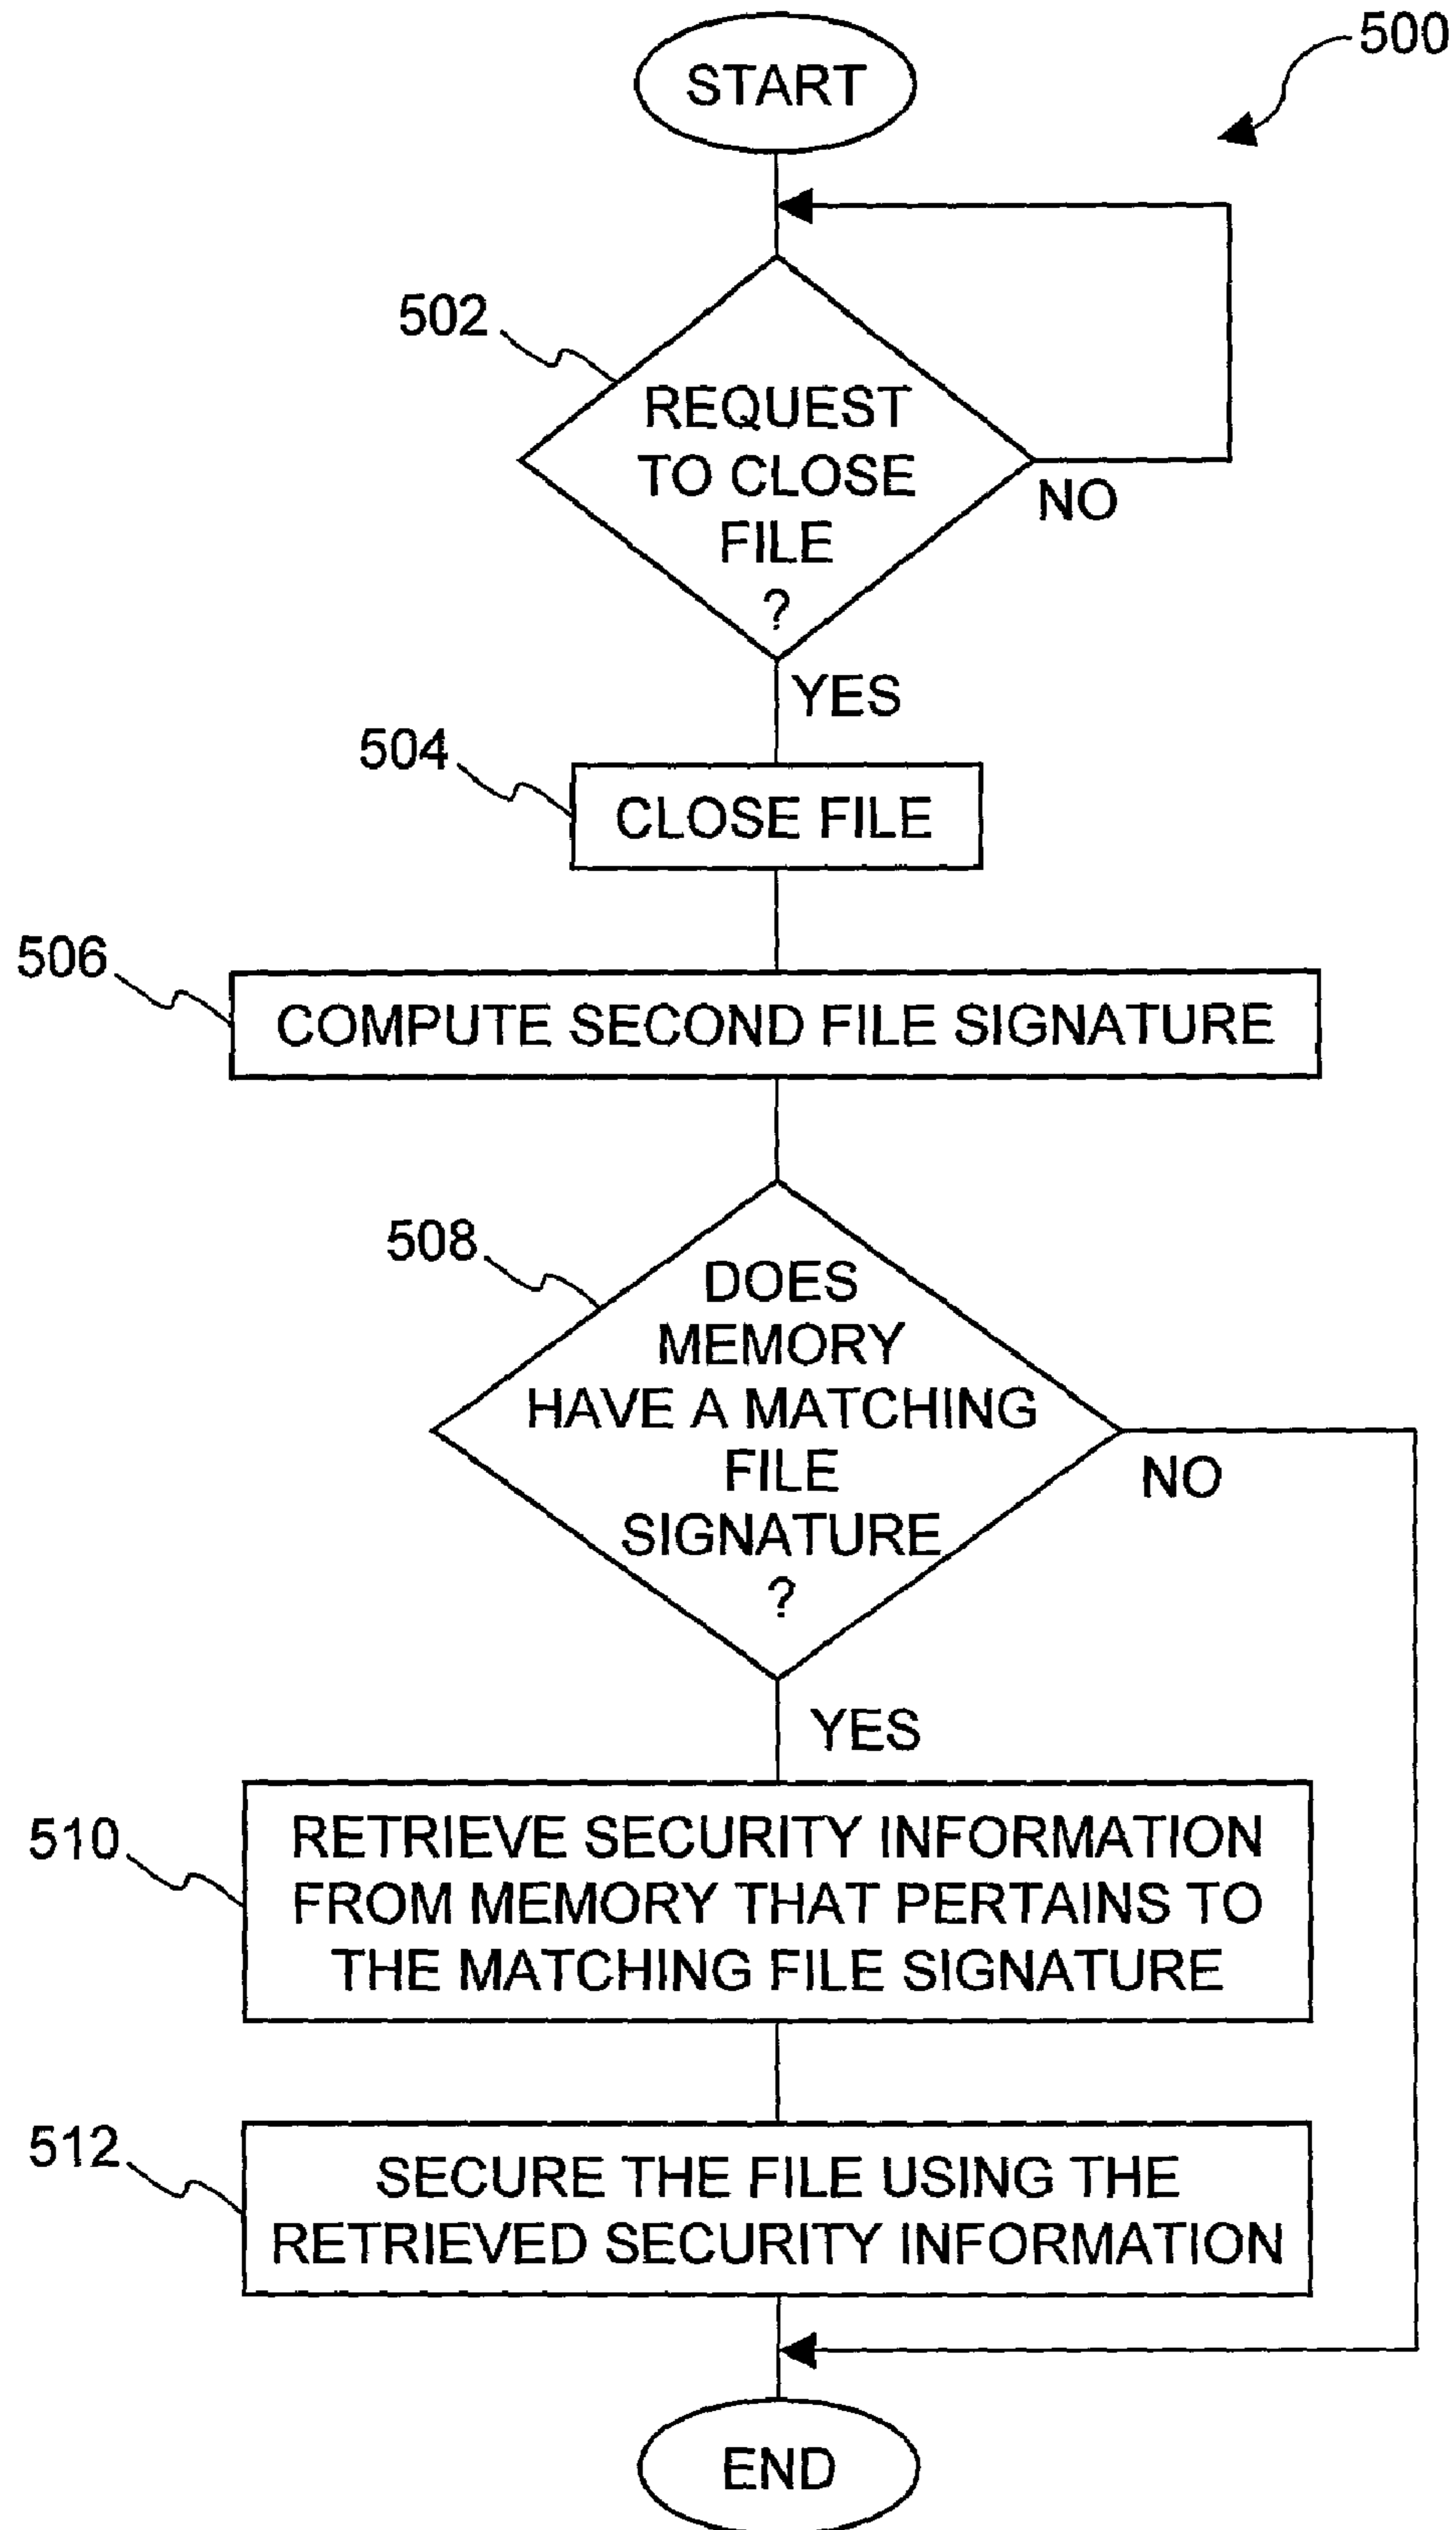 START
500
502
REQUEST
TO CLOSE
FILE
?
NO
YES
504
CLOSE FILE
506
COMPUTE SECOND FILE SIGNATURE
508
DOES
MEMORY
HAVE A MATCHING
FILE
SIGNATURE
?
NO
YES
510
RETRIEVE SECURITY INFORMATION
FROM MEMORY THAT PERTAINS TO
THE MATCHING FILE SIGNATURE
512
SECURE THE FILE USING THE
RETRIEVED SECURITY INFORMATION
END